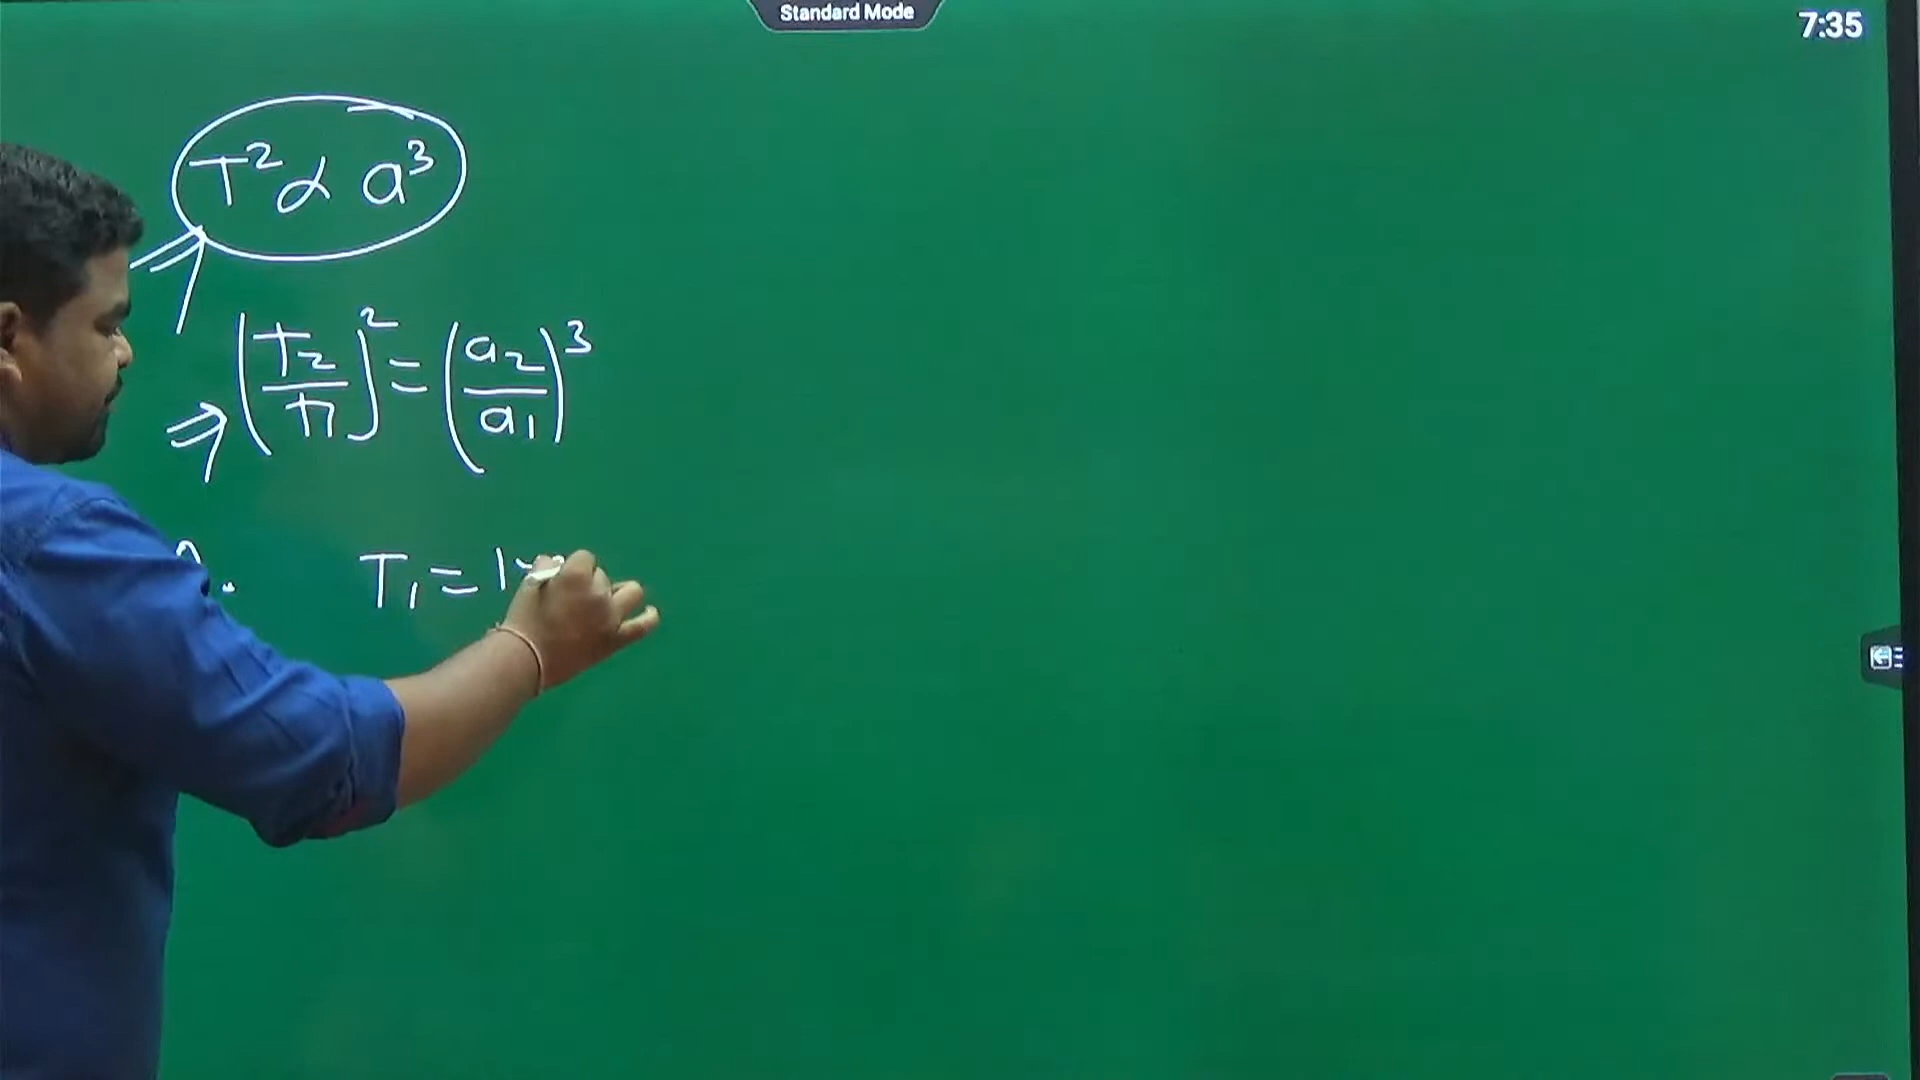 Standard Mode
7:35
T² ∝ a³
⇒ (T₂/T₁)² = (a₂/a₁)³
T₁ = 1